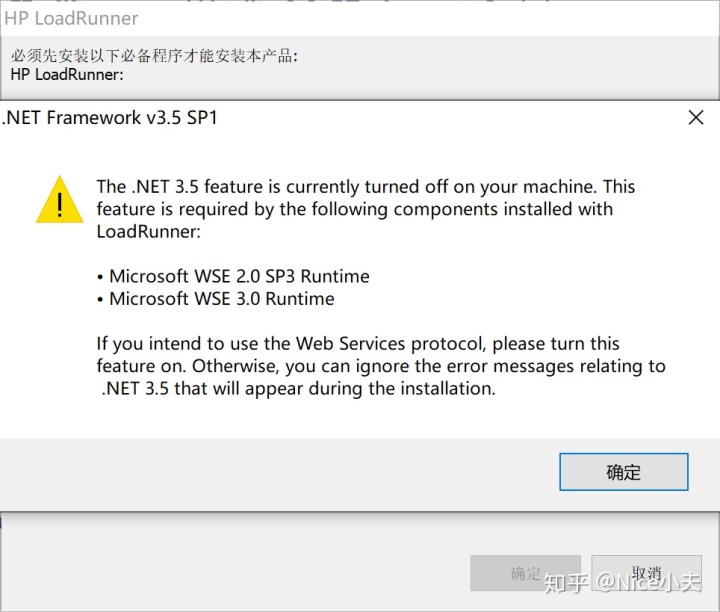 HP LoadRunner
必须先安装以下必备程序才能安装本产品:
HP LoadRunner:
.NET Framework v3.5 SP1
The .NET 3.5 feature is currently turned off on your machine. This
feature is required by the following components installed with
LoadRunner:
• Microsoft WSE 2.0 SP3 Runtime
• Microsoft WSE 3.0 Runtime
If you intend to use the Web Services protocol, please turn this
feature on. Otherwise, you can ignore the error messages relating to
.NET 3.5 that will appear during the installation.
确定
确定
取消
知乎 @Nice小夫